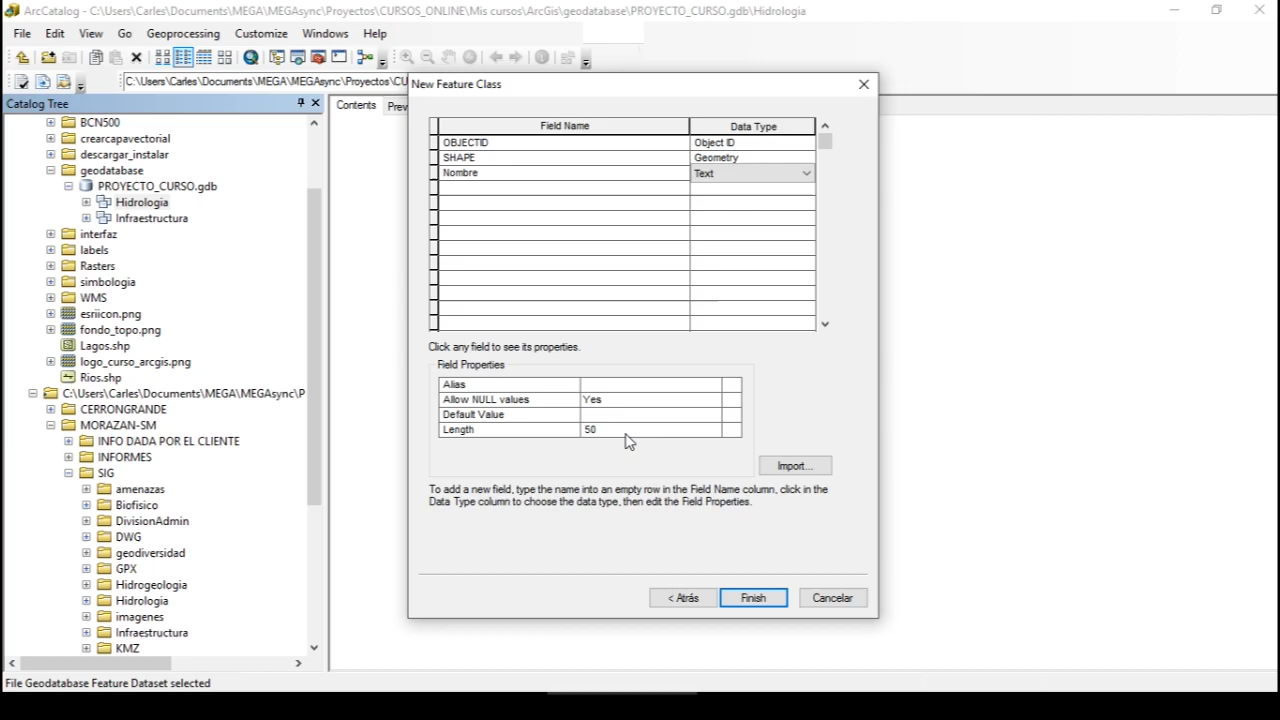 ArcCatalog - C:\Users\Carles\Documents\MEGA\MEGAsync\Proyectos\CURSOS_ONLINE\Mis cursos\ArcGis\geodatabase\PROYECTO_CURSO.gdb\Hidrologia
File Edit View Go Geoprocessing Customize Windows Help
C:\Users\Carles\Documents\MEGA\MEGAsync\Proyectos\CU
Catalog Tree
BCN500
crearcapavectorial
descargar_instalar
geodatabase
PROYECTO_CURSO.gdb
Hidrologia
Infraestructura
interfaz
labels
Rasters
simbologia
WMS
esriicon.png
fondo_topo.png
Lagos.shp
logo_curso_arcgis.png
Rios.shp
C:\Users\Carles\Documents\MEGA\MEGAsync\P
CERRONGRANDE
MORAZAN-SM
INFO DADA POR EL CLIENTE
INFORMES
SIG
amenazas
Biofisico
DivisionAdmin
DWG
geodiversidad
GPX
Hidrogeologia
Hidrologia
imagenes
Infraestructura
KMZ
Contents Prev
New Feature Class
Field Name Data Type
OBJECTID Object ID
SHAPE Geometry
Nombre Text
Click any field to see its properties.
Field Properties
Alias
Allow NULL values Yes
Default Value
Length 50
Import...
To add a new field, type the name into an empty row in the Field Name column, click in the
Data Type column to choose the data type, then edit the Field Properties.
< Atrás Finish Cancelar
File Geodatabase Feature Dataset selected